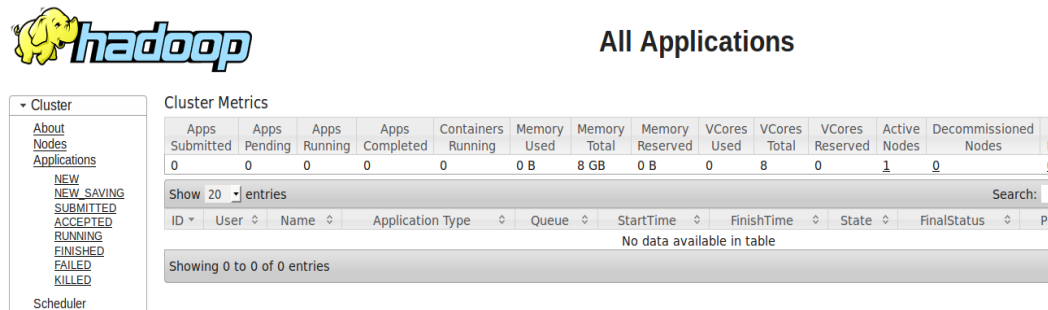 hadoop
All Applications
Cluster
About
Nodes
Applications
NEW
NEW_SAVING
SUBMITTED
ACCEPTED
RUNNING
FINISHED
FAILED
KILLED
Scheduler
Cluster Metrics
Apps Submitted Apps Pending Apps Running Apps Completed Containers Running Memory Used Memory Total Memory Reserved VCores Used VCores Total VCores Reserved Active Nodes Decommissioned Nodes
0 0 0 0 0 0 B 8 GB 0 B 0 8 0 1 0
Show 20 entries Search:
ID User Name Application Type Queue StartTime FinishTime State FinalStatus P
No data available in table
Showing 0 to 0 of 0 entries